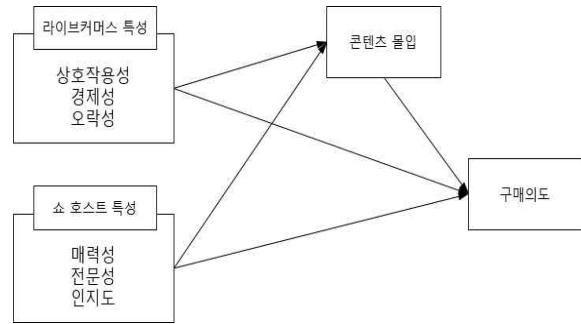 라이브커머스 특성
상호작용성
경제성
오락성
콘텐츠 몰입
구매의도
쇼 호스트 특성
매력성
전문성
인지도